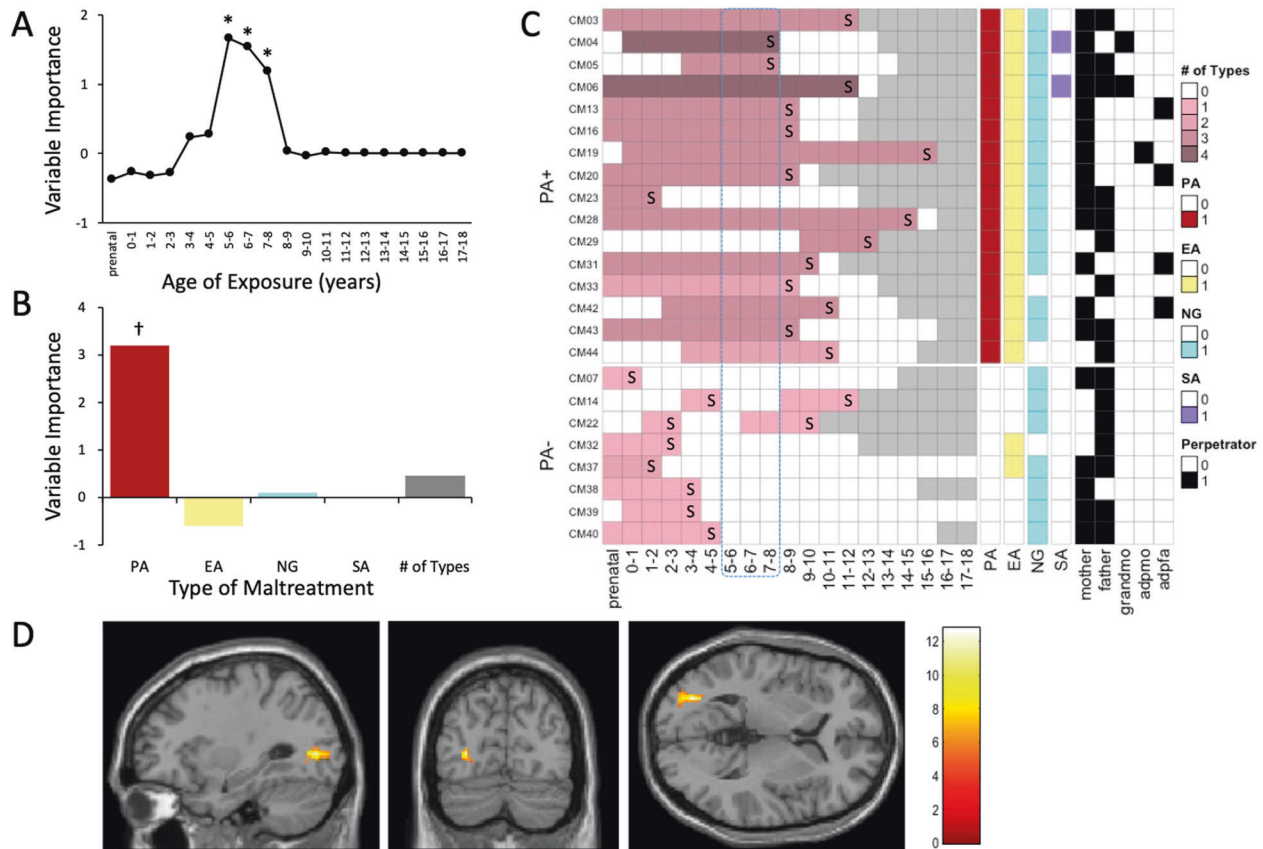 A
Variable Importance
2
1
0
-1
*
*
*
prenatal
0-1
1-2
2-3
3-4
4-5
5-6
6-7
7-8
8-9
9-10
10-11
11-12
12-13
13-14
14-15
15-16
16-17
17-18
Age of Exposure (years)
B
Variable Importance
4
3
2
1
0
-1
†
PA
EA
NG
SA
# of Types
Type of Maltreatment
C
PA+
CM03 S
CM04 S
CM05 S
CM06 S
CM13 S
CM16 S
CM19 S
CM20 S
CM23 S
CM28 S
CM29 S
CM31 S
CM33 S
CM42 S
CM43 S
CM44 S
PA-
CM07 S
CM14 S S
CM22 S S
CM32 S
CM37 S
CM38 S
CM39 S
CM40 S
prenatal
0-1
1-2
2-3
3-4
4-5
5-6
6-7
7-8
8-9
9-10
10-11
11-12
12-13
13-14
14-15
15-16
16-17
17-18
PA
EA
NG
SA
mother
father
grandmo
adpmo
adpfa
# of Types
0
1
2
3
4
PA
0
1
EA
0
1
NG
0
1
SA
0
1
Perpetrator
0
1
D
12
10
8
6
4
2
0